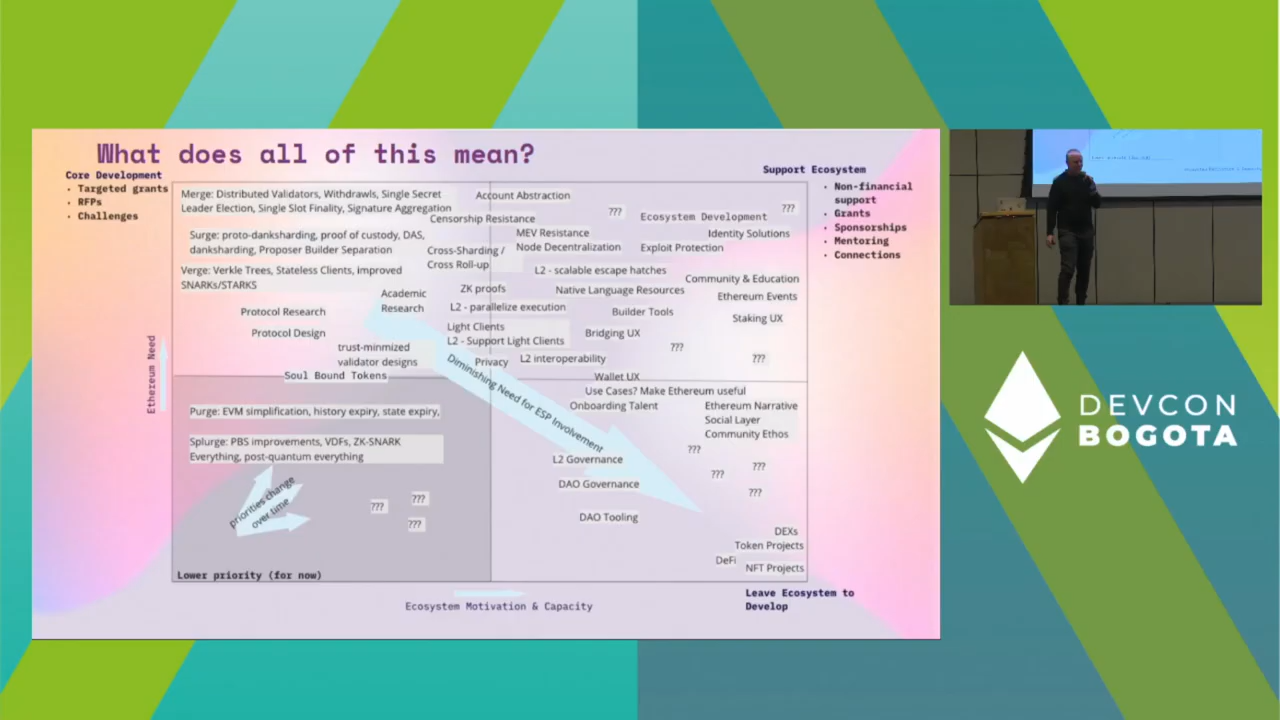 What does all of this mean?
Core Development
· Targeted grants
· RFPs
· Challenges
Support Ecosystem
· Non-financial
support
· Grants
· Sponsorships
· Mentoring
· Connections
Merge: Distributed Validators, Withdrawls, Single Secret
Leader Election, Single Slot Finality, Signature Aggregation
Surge: proto-danksharding, proof of custody, DAS,
danksharding, Proposer Builder Separation
Verge: Verkle Trees, Stateless Clients, improved
SNARKs/STARKS
Protocol Research
Protocol Design
Academic
Research
trust-minmized
validator designs
Soul Bound Tokens
Account Abstraction
Censorship Resistance
???
Ecosystem Development
???
MEV Resistance
Identity Solutions
Node Decentralization
Exploit Protection
Cross-Sharding /
Cross Roll-up
L2 - scalable escape hatches
Community & Education
ZK proofs
Native Language Resources
Ethereum Events
L2 - parallelize execution
Builder Tools
Staking UX
Light Clients
L2 - Support Light Clients
Bridging UX
???
Privacy
L2 interoperability
???
Wallet UX
Diminishing Need for ESP Involvement
Ethereum Need
Purge: EVM simplification, history expiry, state expiry,
Splurge: PBS improvements, VDFs, ZK-SNARK
Everything, post-quantum everything
priorities change
over time
???
???
???
Lower priority (for now)
Use Cases? Make Ethereum useful
Onboarding Talent
Ethereum Narrative
Social Layer
Community Ethos
???
L2 Governance
???
???
DAO Governance
???
DAO Tooling
DEXs
Token Projects
DeFi
NFT Projects
Ecosystem Motivation & Capacity
Leave Ecosystem to
Develop
DEVCON
BOGOTA